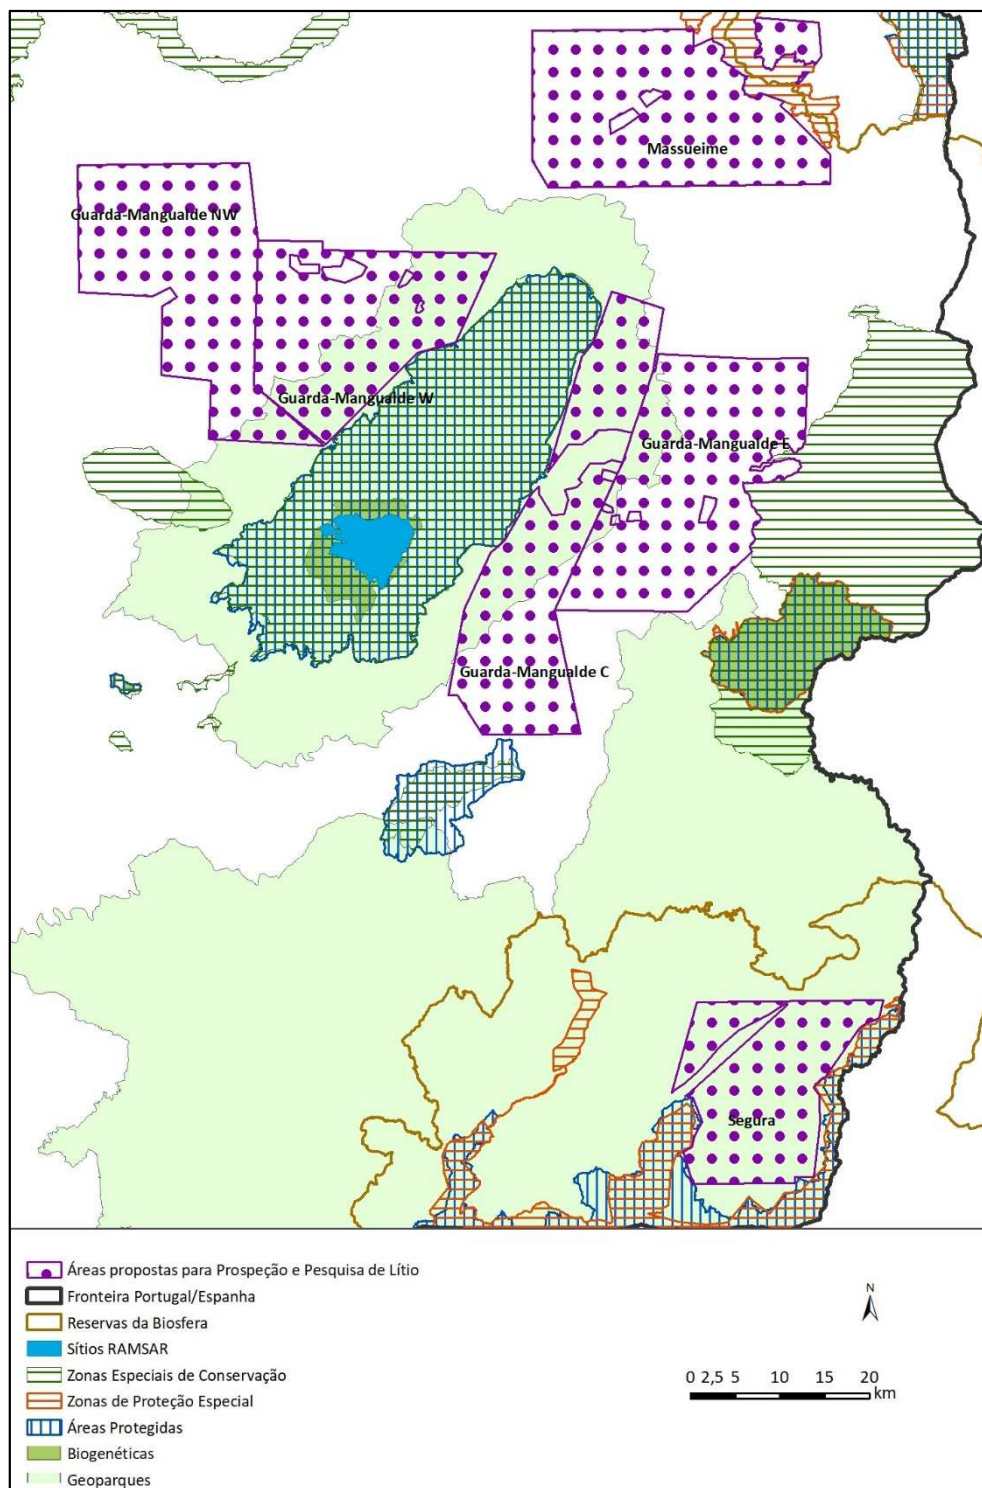 Massueime
Guarda-Mangualde NW
Guarda-Mangualde W
Guarda-Mangualde E
Guarda-Mangualde C
Segura
Áreas propostas para Prospeção e Pesquisa de Lítio
Fronteira Portugal/Espanha
Reservas da Biosfera
Sítios RAMSAR
Zonas Especiais de Conservação
Zonas de Proteção Especial
Áreas Protegidas
Biogenéticas
Geoparques
N
0 2,5 5 10 15 20
km